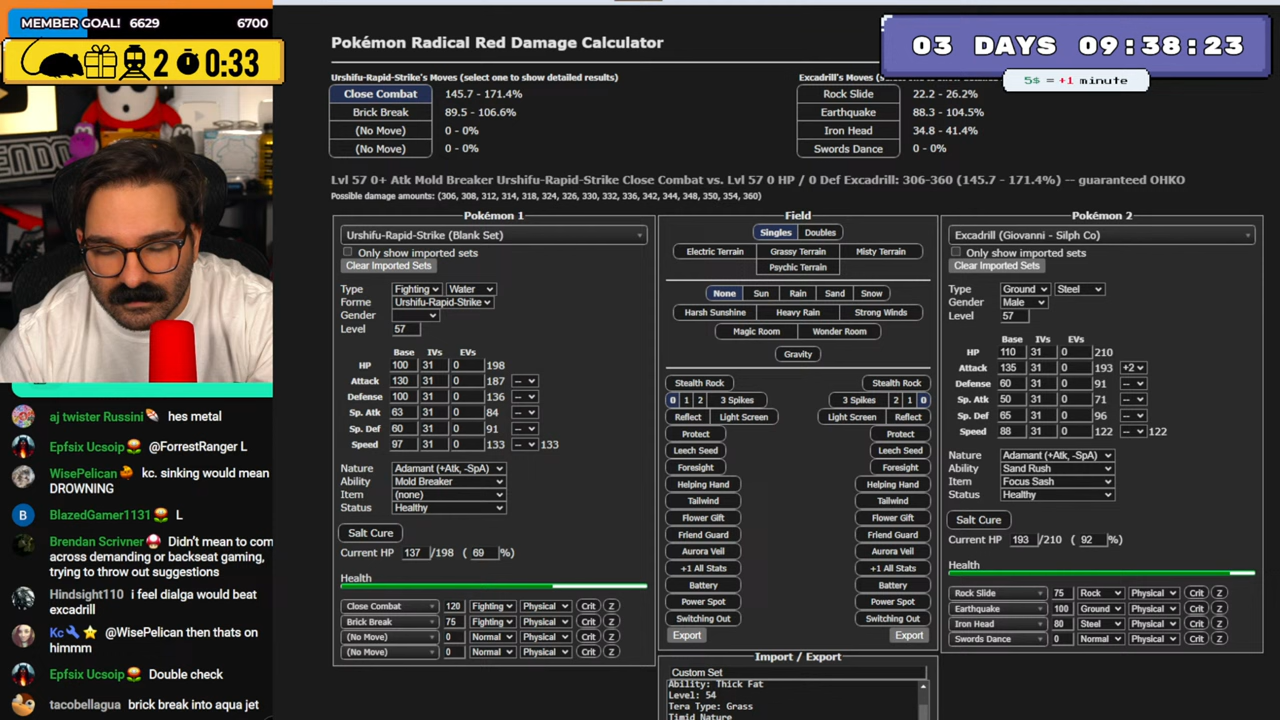 MEMBER GOAL! 6629 6700
2 0:33
03 DAYS 09:38:23
5$ = +1 minute
Pokémon Radical Red Damage Calculator
Urshifu-Rapid-Strike's Moves (select one to show detailed results)
Close Combat 145.7 - 171.4%
Brick Break 89.5 - 106.6%
(No Move) 0 - 0%
(No Move) 0 - 0%
Excadrill's Moves
Rock Slide 22.2 - 26.2%
Earthquake 88.3 - 104.5%
Iron Head 34.8 - 41.4%
Swords Dance 0 - 0%
Lvl 57 0+ Atk Mold Breaker Urshifu-Rapid-Strike Close Combat vs. Lvl 57 0 HP / 0 Def Excadrill: 306-360 (145.7 - 171.4%) -- guaranteed OHKO
Possible damage amounts: (306, 308, 312, 314, 318, 324, 326, 330, 332, 336, 342, 344, 348, 350, 354, 360)
Pokémon 1
Urshifu-Rapid-Strike (Blank Set)
Only show imported sets
Clear Imported Sets
Type Fighting Water
Forme Urshifu-Rapid-Strike
Gender
Level 57
Base IVs EVs
HP 100 31 0 198
Attack 130 31 0 187 --
Defense 100 31 0 136 --
Sp. Atk 63 31 0 84 --
Sp. Def 60 31 0 91 --
Speed 97 31 0 133 -- 133
Nature Adamant (+Atk, -SpA)
Ability Mold Breaker
Item (none)
Status Healthy
Salt Cure
Current HP 137 /198 ( 69 %)
Health
Close Combat 120 Fighting Physical Crit Z
Brick Break 75 Fighting Physical Crit Z
(No Move) 0 Normal Physical Crit Z
(No Move) 0 Normal Physical Crit Z
Field
Singles Doubles
Electric Terrain Grassy Terrain Misty Terrain
Psychic Terrain
None Sun Rain Sand Snow
Harsh Sunshine Heavy Rain Strong Winds
Magic Room Wonder Room
Gravity
Stealth Rock Stealth Rock
0 1 2 3 Spikes 3 Spikes 2 1 0
Reflect Light Screen Light Screen Reflect
Protect Protect
Leech Seed Leech Seed
Foresight Foresight
Helping Hand Helping Hand
Tailwind Tailwind
Flower Gift Flower Gift
Friend Guard Friend Guard
Aurora Veil Aurora Veil
+1 All Stats +1 All Stats
Battery Battery
Power Spot Power Spot
Switching Out Switching Out
Export Export
Import / Export
Custom Set
Ability: Thick Fat
Level: 54
Tera Type: Grass
Timid Nature
Pokémon 2
Excadrill (Giovanni - Silph Co)
Only show imported sets
Clear Imported Sets
Type Ground Steel
Gender Male
Level 57
Base IVs EVs
HP 110 31 0 210
Attack 135 31 0 193 +2
Defense 60 31 0 91 --
Sp. Atk 50 31 0 71 --
Sp. Def 65 31 0 96 --
Speed 88 31 0 122 -- 122
Nature Adamant (+Atk, -SpA)
Ability Sand Rush
Item Focus Sash
Status Healthy
Salt Cure
Current HP 193 /210 ( 92 %)
Health
Rock Slide 75 Rock Physical Crit Z
Earthquake 100 Ground Physical Crit Z
Iron Head 80 Steel Physical Crit Z
Swords Dance 0 Normal Physical Crit Z
aj twister Russini hes metal
Epfsix Ucsoip @ForrestRanger L
WisePelican kc. sinking would mean
DROWNING
BlazedGamer1131 L
Brendan Scrivner Didn't mean to com
across demanding or backseat gaming,
trying to throw out suggestions
Hindsight110 i feel dialga would beat
excadrill
Kc @WisePelican then thats on
himmm
Epfsix Ucsoip Double check
tacobellagua brick break into aqua jet